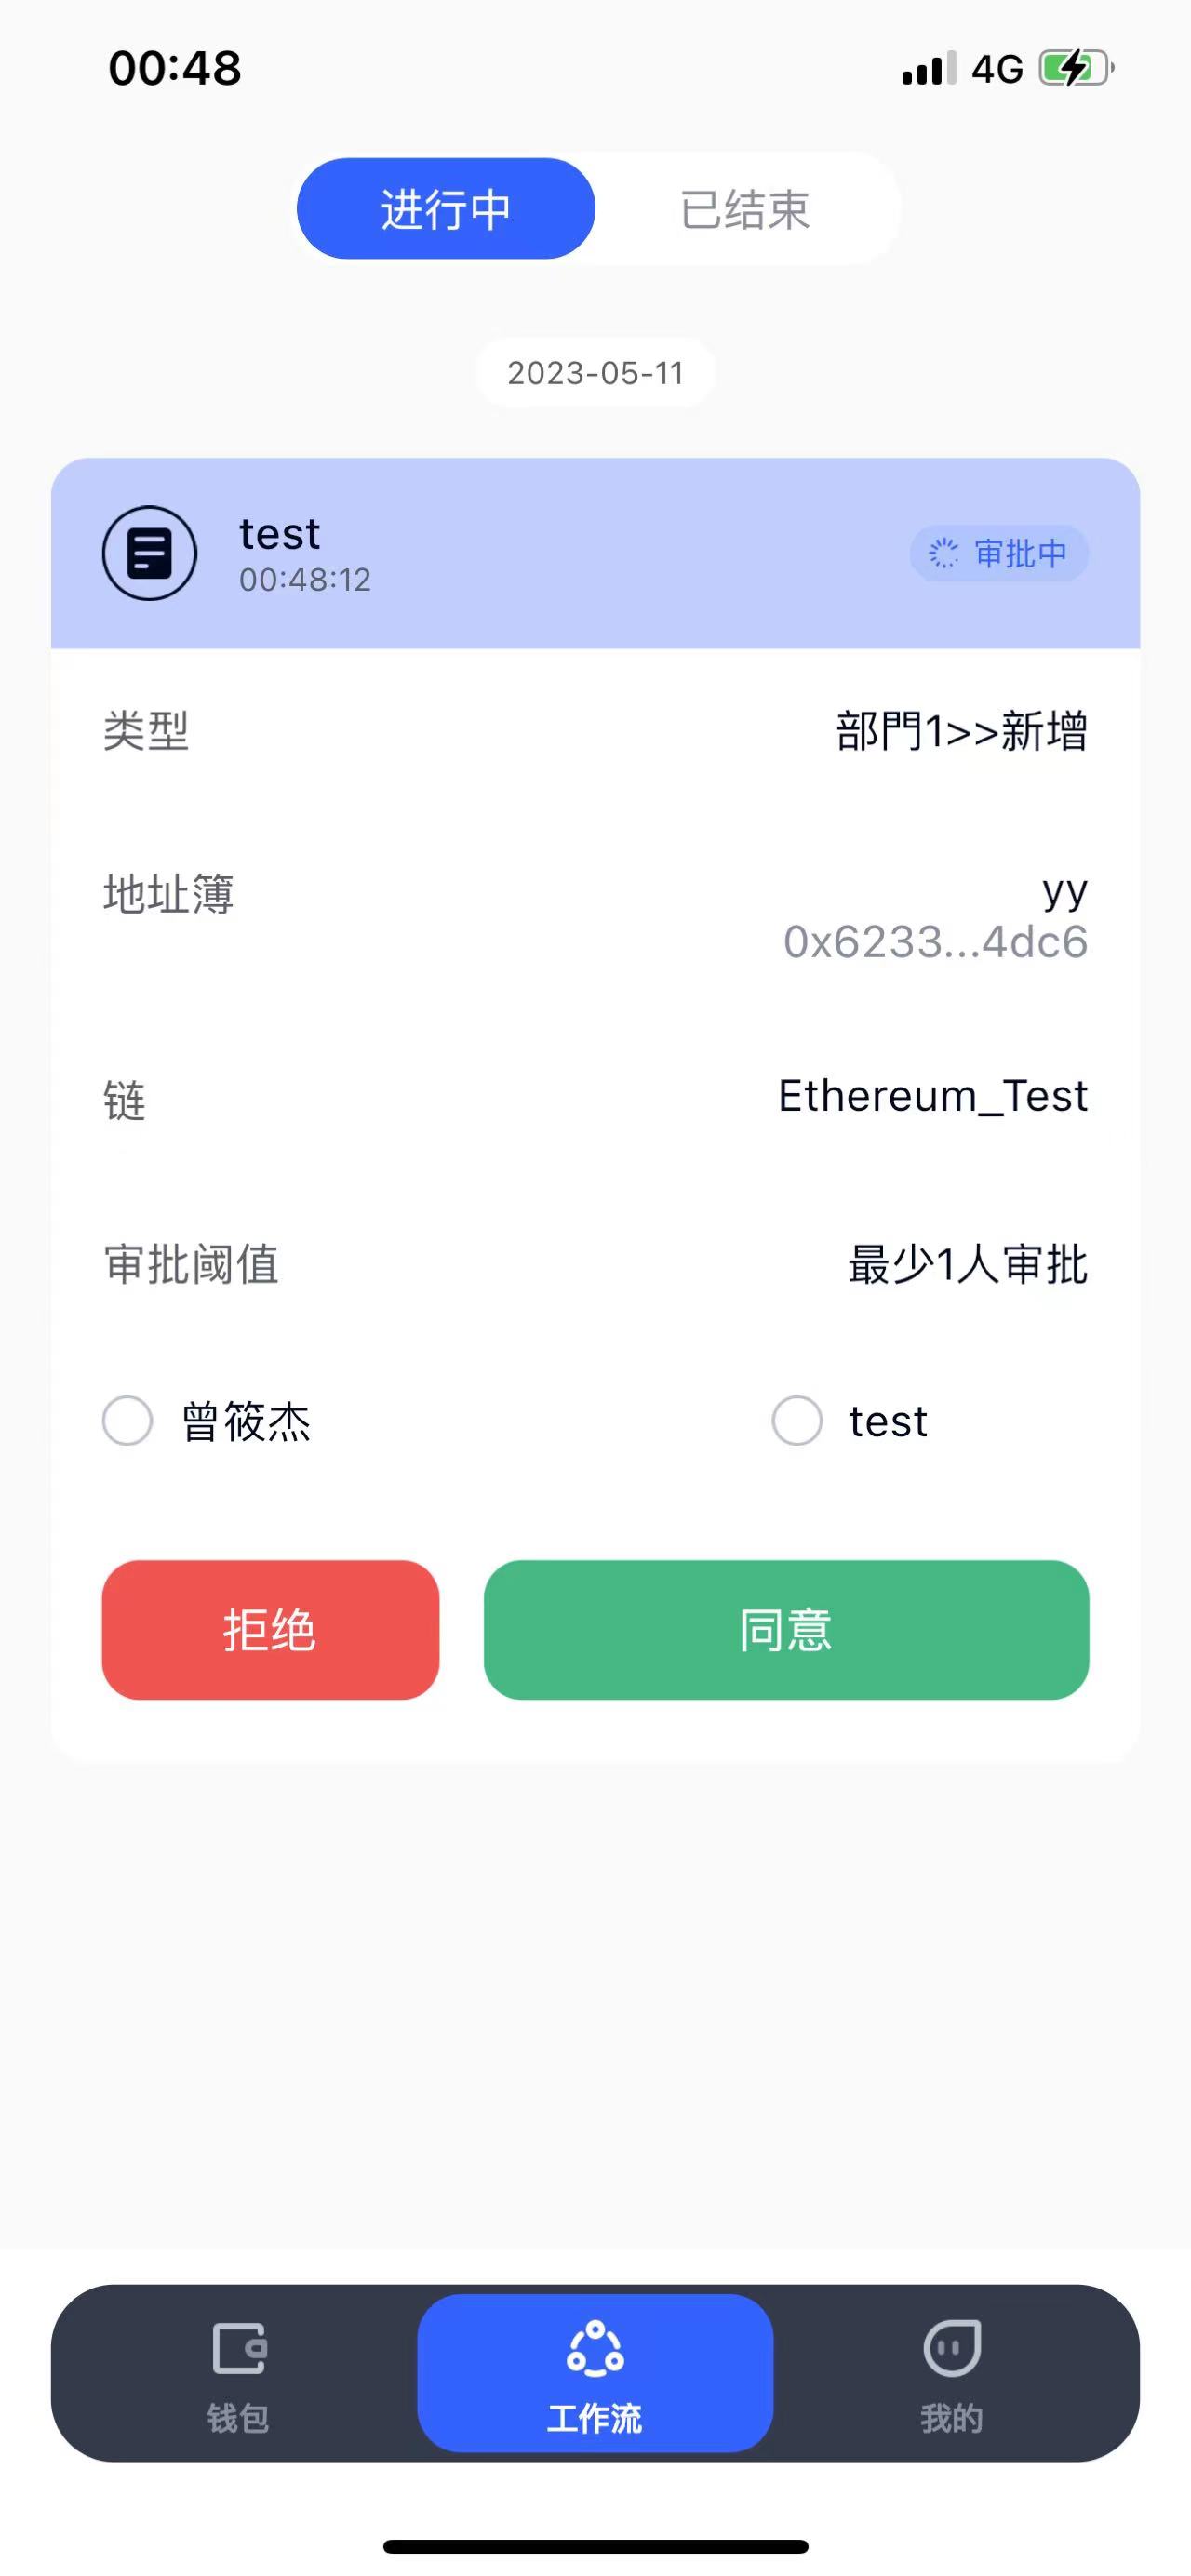 00:48
4G
进行中 已结束
2023-05-11
test
00:48:12
审批中
类型 部門1>>新增
地址簿 yy
0x6233...4dc6
链 Ethereum_Test
审批阈值 最少1人审批
曾筱杰 test
拒绝 同意
钱包 工作流 我的